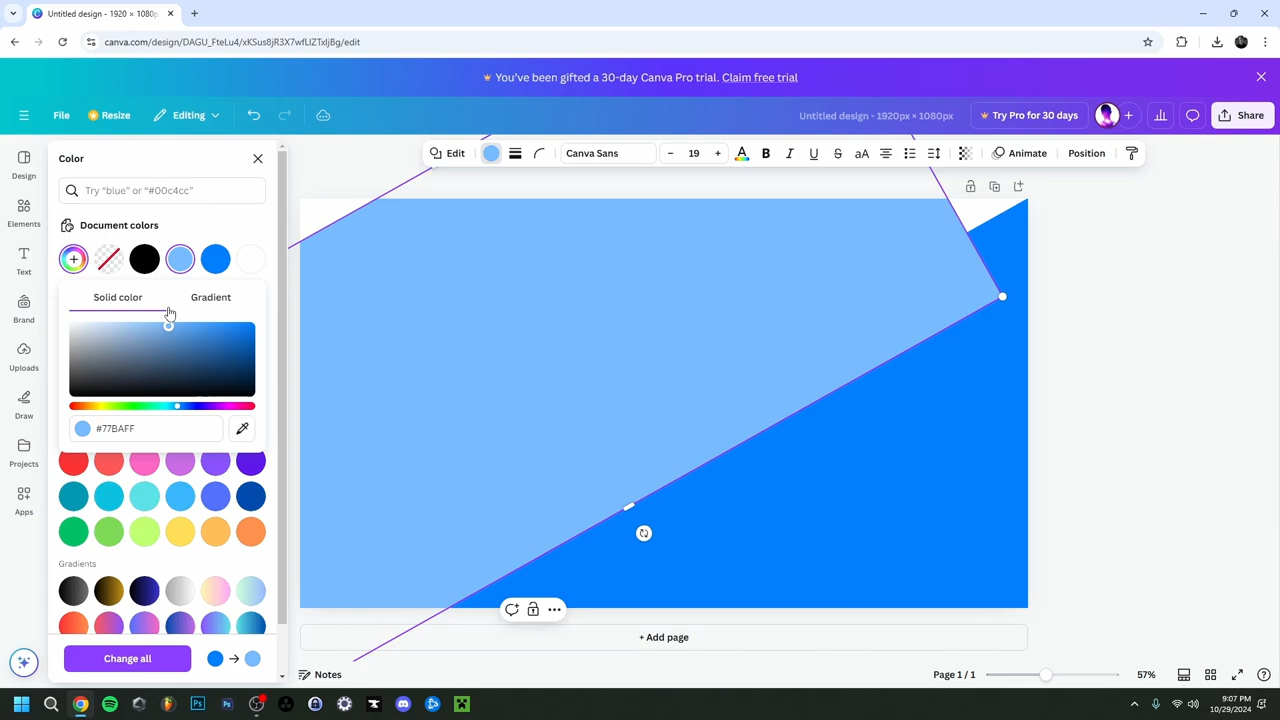 Untitled design - 1920 × 1080p
canva.com/design/DAGU_FteLu4/xKSus8jR3X7wfLIZTxIjBg/edit
You've been gifted a 30-day Canva Pro trial. Claim free trial
File
Resize
Editing
Untitled design - 1920px × 1080px
Try Pro for 30 days
Share
Design
Elements
Text
Brand
Uploads
Draw
Projects
Apps
Color
Try "blue" or "#00c4cc"
Document colors
Solid color
Gradient
#77BAFF
Gradients
Change all
Edit
Canva Sans
19
B
I
U
S
aA
Animate
Position
+ Add page
Notes
Page 1 / 1
57%
9:07 PM
10/29/2024